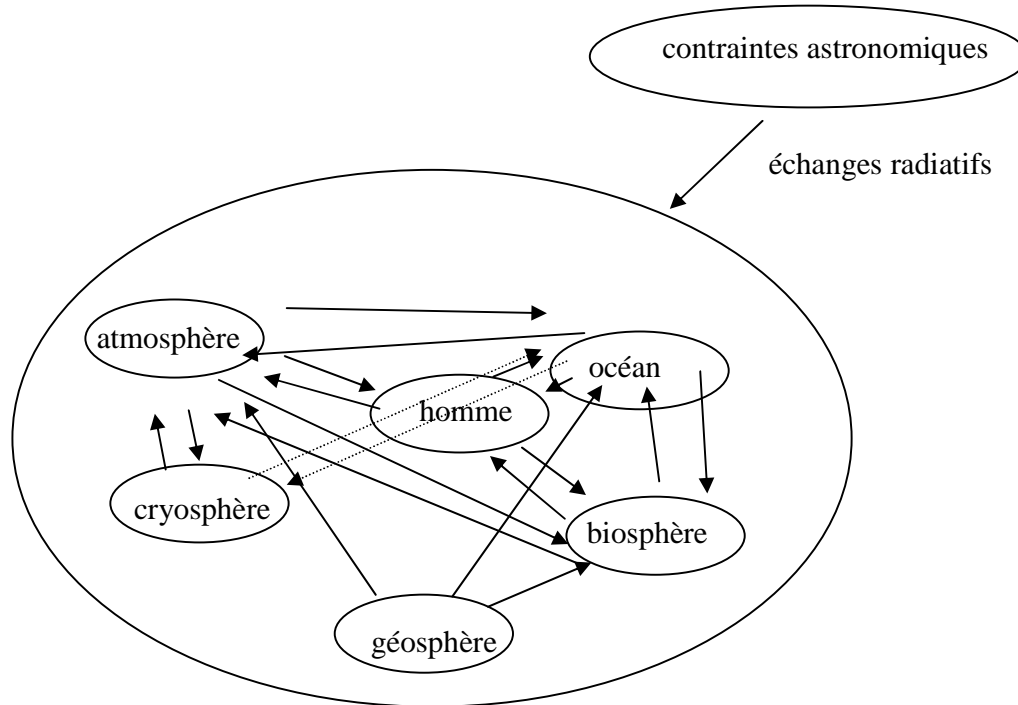 contraintes astronomiques
échanges radiatifs
atmosphère
océan
homme
cryosphère
biosphère
géosphère